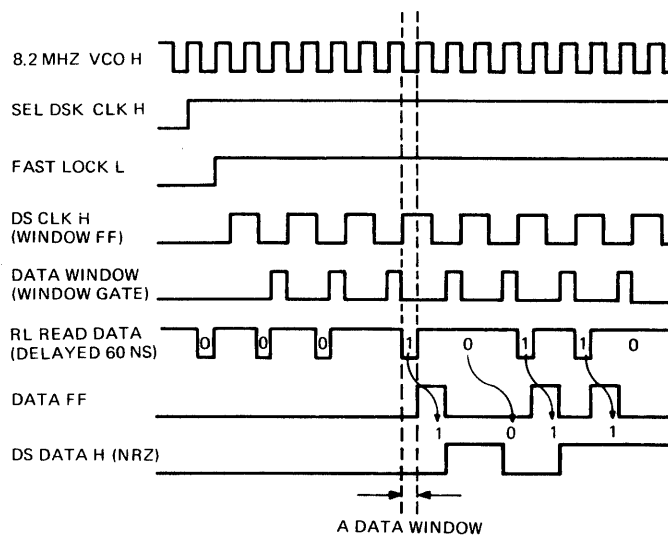 8.2 MHZ VCO H
SEL DSK CLK H
FAST LOCK L
DS CLK H
(WINDOW FF)
DATA WINDOW
(WINDOW GATE)
RL READ DATA
(DELAYED 60 NS)
0 0 0 1 0 1 1 0
DATA FF
1 0 1 1
DS DATA H (NRZ)
A DATA WINDOW